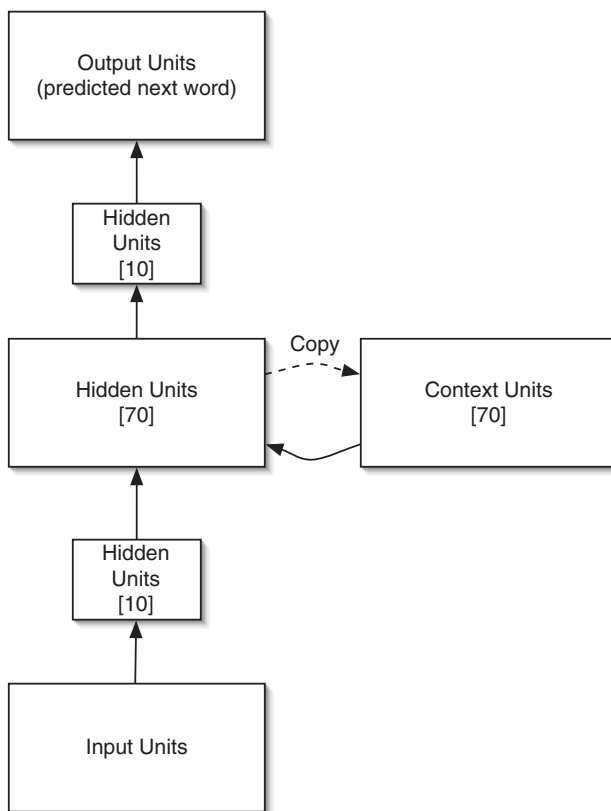 Output Units
(predicted next word)
Hidden
Units
[10]
Copy
Hidden Units
[70]
Context Units
[70]
Hidden
Units
[10]
Input Units